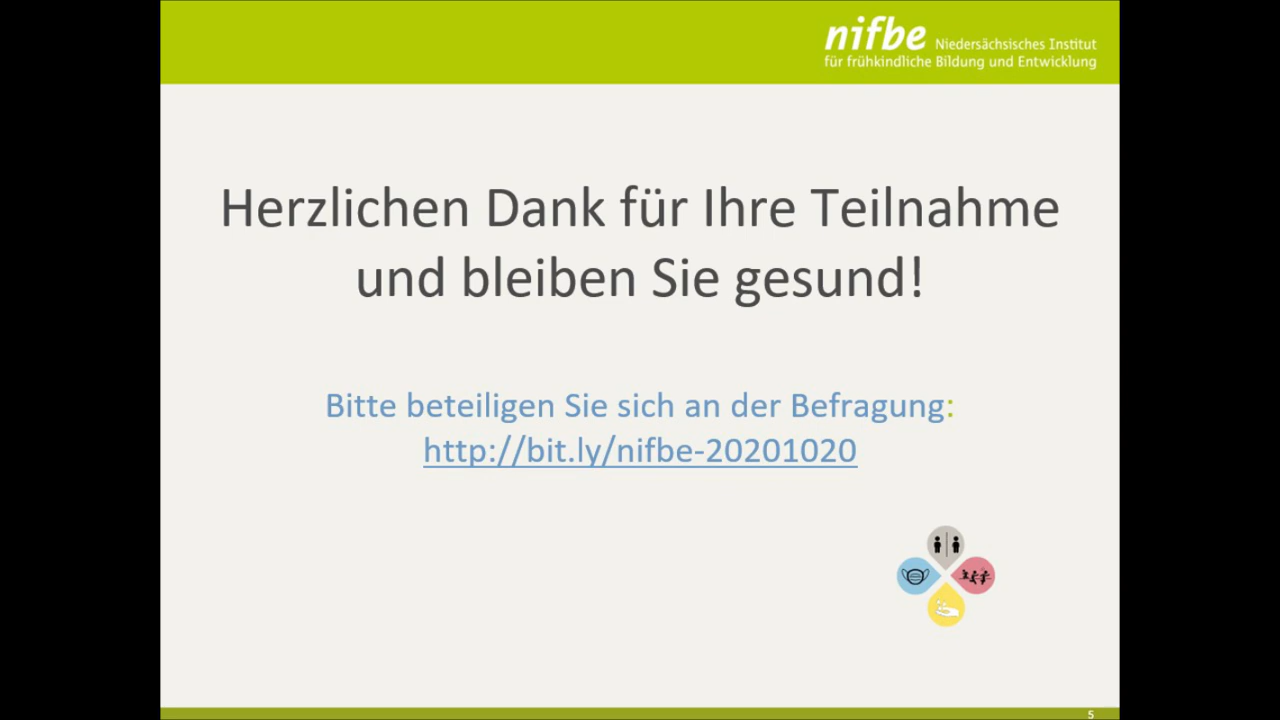 nifbe Niedersächsisches Institut
für frühkindliche Bildung und Entwicklung
Herzlichen Dank für Ihre Teilnahme
und bleiben Sie gesund!
Bitte beteiligen Sie sich an der Befragung:
http://bit.ly/nifbe-20201020
5